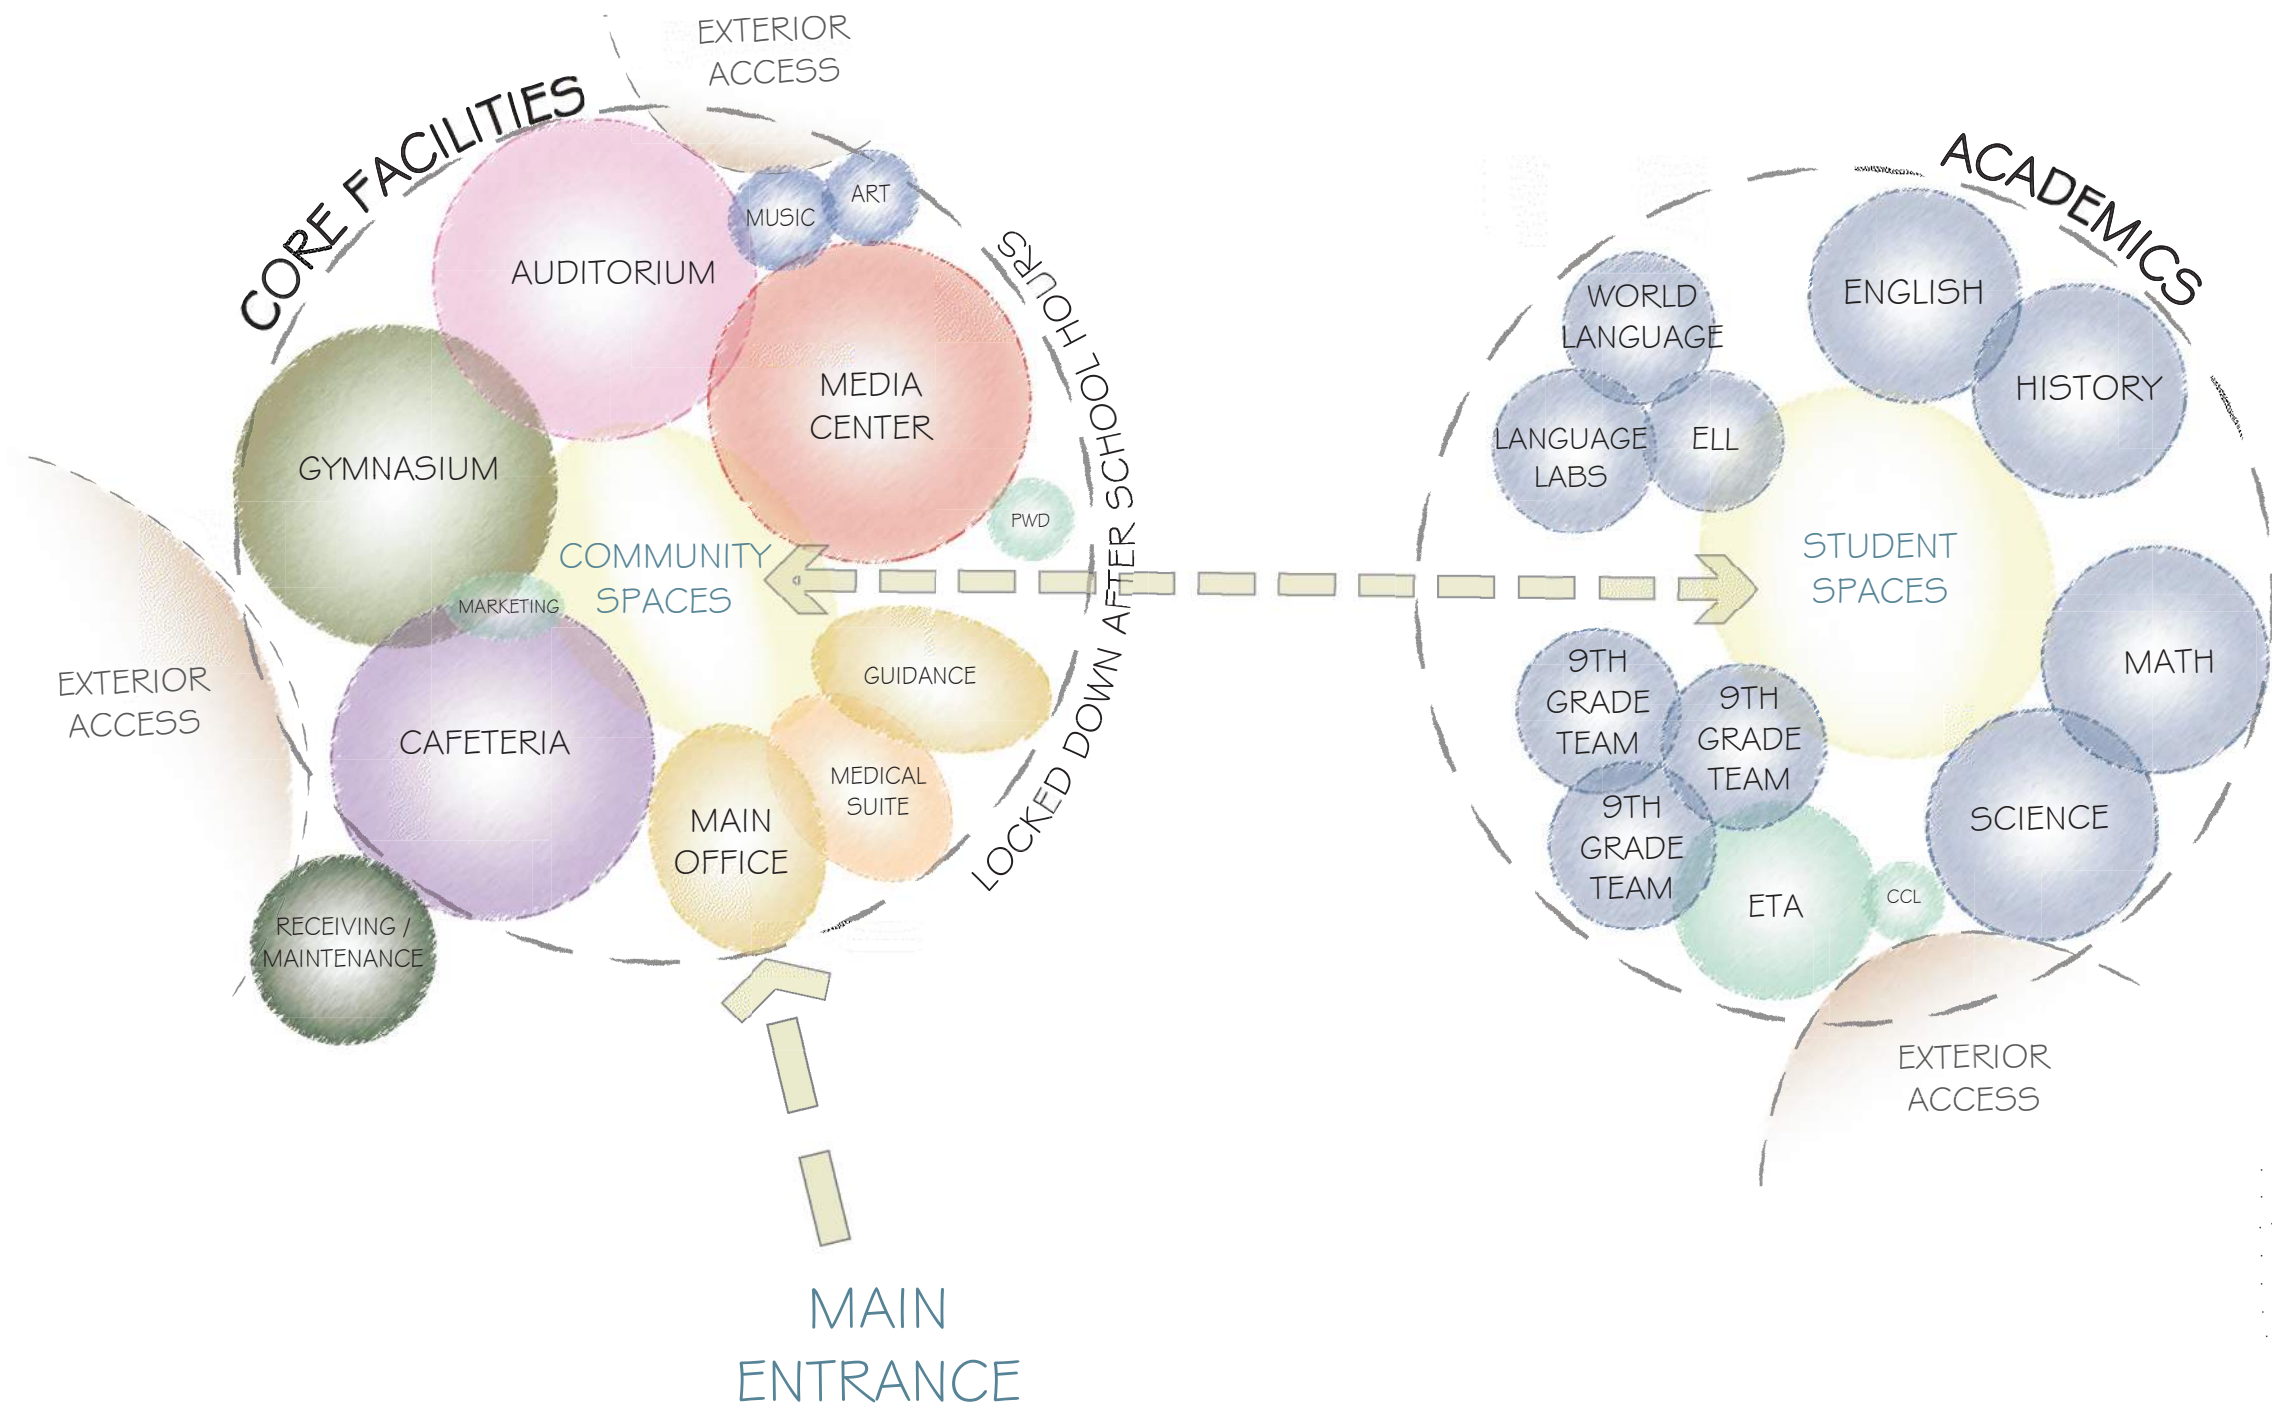 EXTERIOR
ACCESS
CORE FACILITIES
AUDITORIUM
MUSIC
ART
MEDIA
CENTER
GYMNASIUM
PWD
COMMUNITY
SPACES
MARKETING
GUIDANCE
CAFETERIA
MEDICAL
SUITE
MAIN
OFFICE
RECEIVING /
MAINTENANCE
EXTERIOR
ACCESS
LOCKED DOWN AFTER SCHOOL HOURS
MAIN
ENTRANCE
ACADEMICS
ENGLISH
HISTORY
WORLD
LANGUAGE
LANGUAGE
LABS
ELL
STUDENT
SPACES
MATH
SCIENCE
9TH
GRADE
TEAM
9TH
GRADE
TEAM
9TH
GRADE
TEAM
ETA
CCL
EXTERIOR
ACCESS